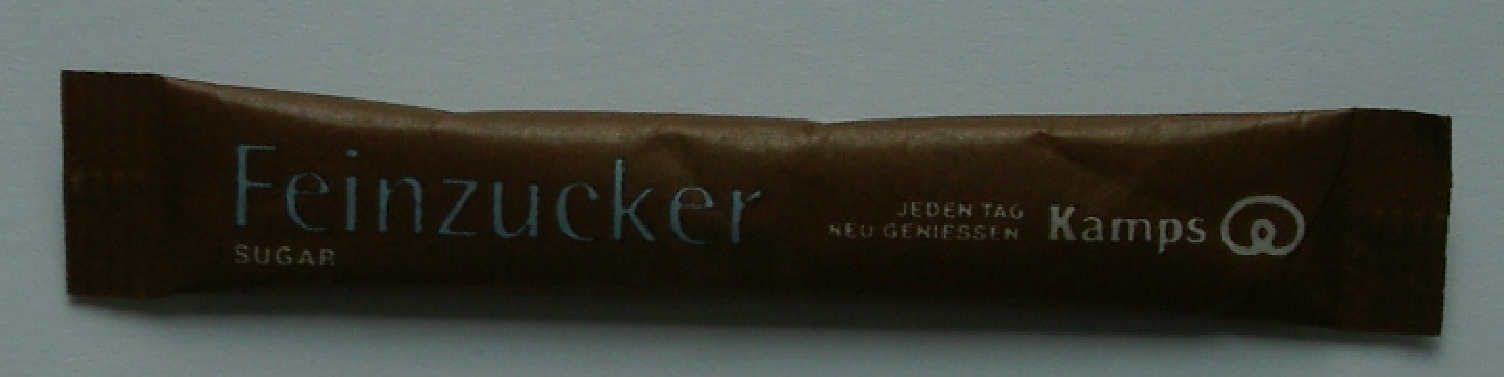 Feinzucker
SUGAR
JEDEN TAG
NEU GENIESSEN
Kamps